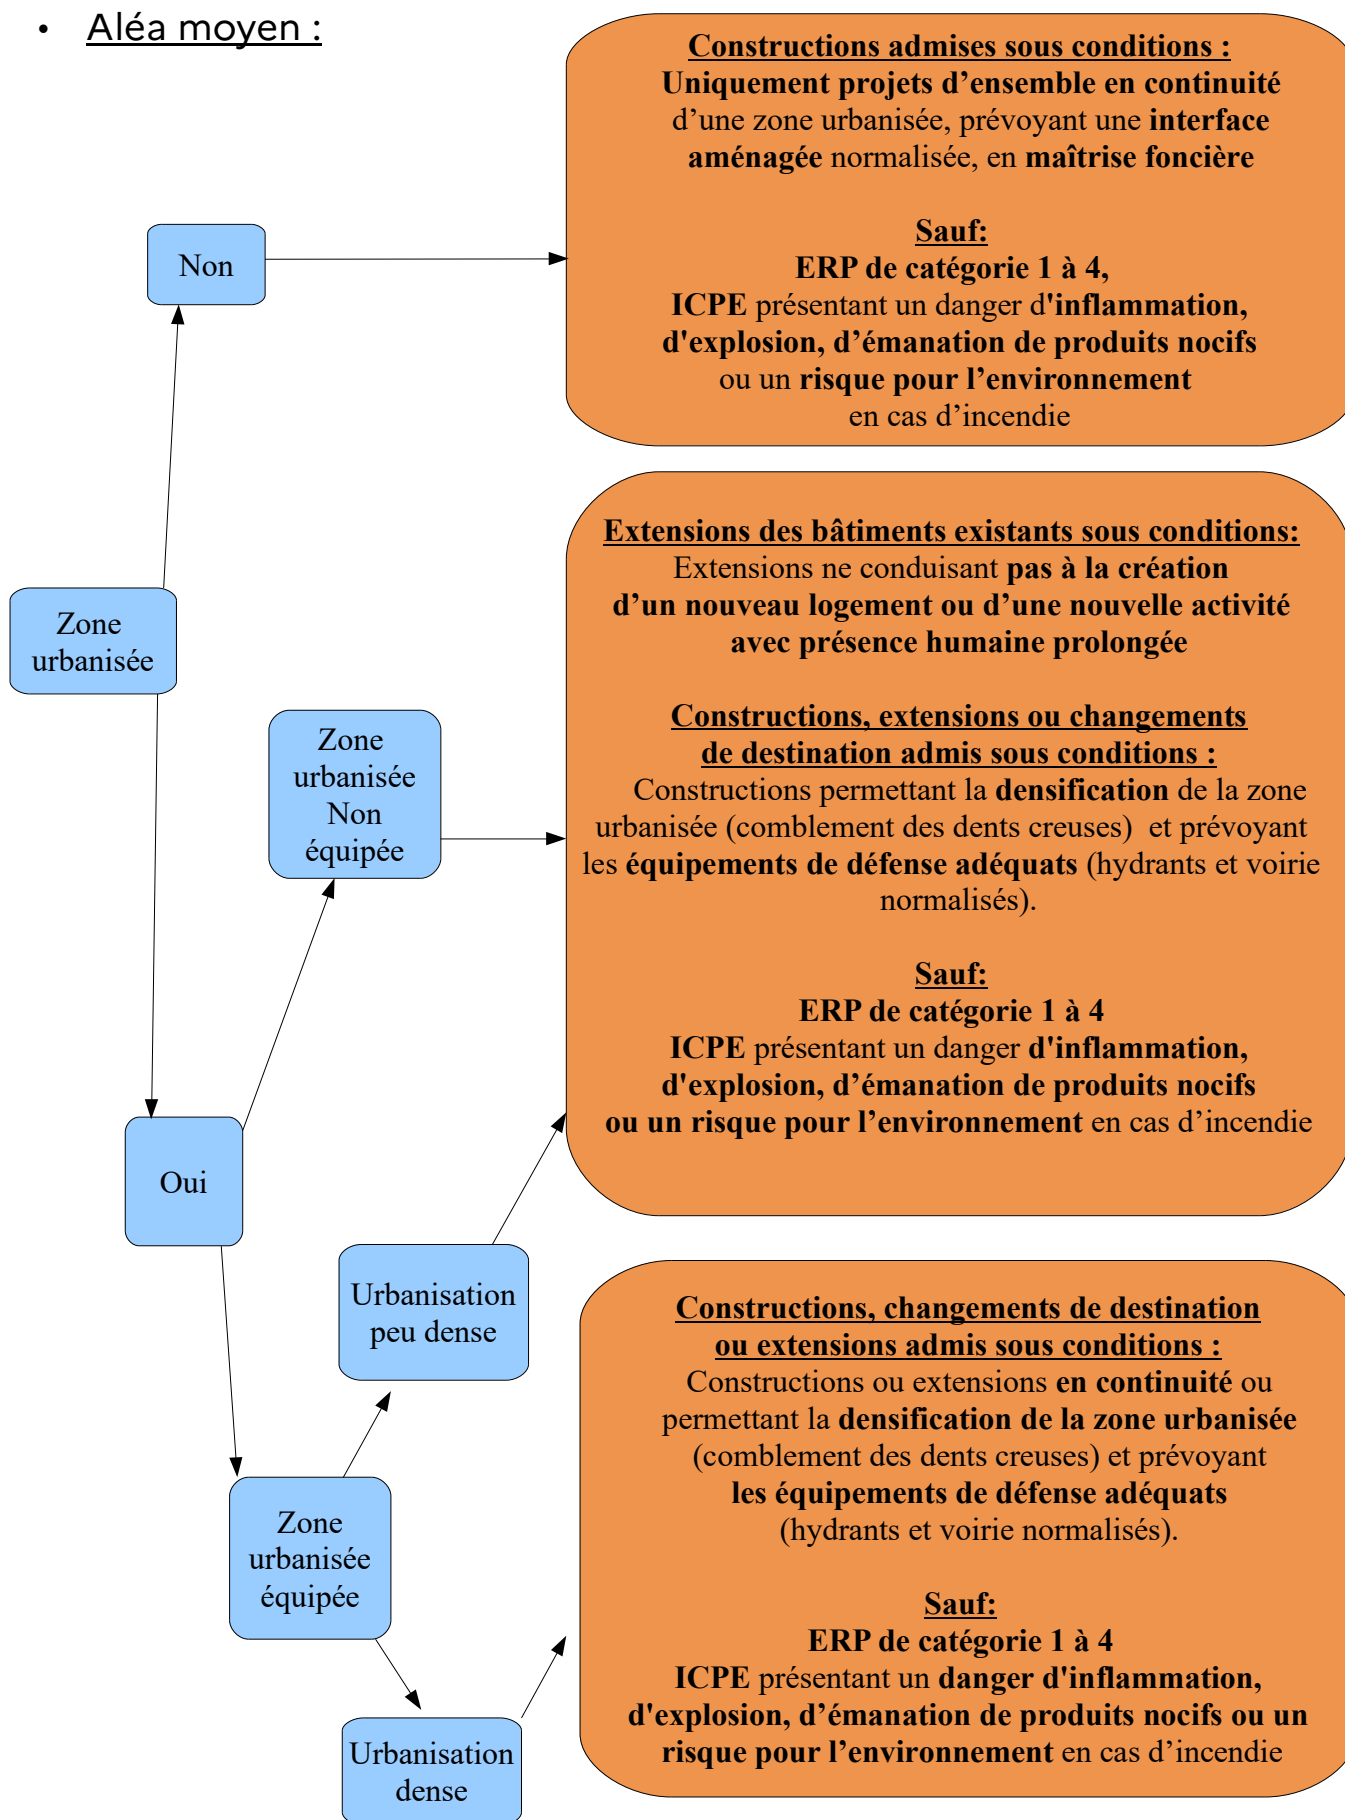 • Aléa moyen :
Constructions admises sous conditions :
Uniquement projets d’ensemble en continuité
d’une zone urbanisée, prévoyant une interface
aménagée normalisée, en maîtrise foncière
Sauf:
ERP de catégorie 1 à 4,
ICPE présentant un danger d'inflammation,
d'explosion, d’émanation de produits nocifs
ou un risque pour l’environnement
en cas d’incendie
Non
Zone
urbanisée
Extensions des bâtiments existants sous conditions:
Extensions ne conduisant pas à la création
d’un nouveau logement ou d’une nouvelle activité
avec présence humaine prolongée
Constructions, extensions ou changements
de destination admis sous conditions :
Constructions permettant la densification de la zone
urbanisée (comblement des dents creuses)  et prévoyant
les équipements de défense adéquats (hydrants et voirie
normalisés).
Sauf:
ERP de catégorie 1 à 4
ICPE présentant un danger d'inflammation,
d'explosion, d’émanation de produits nocifs
ou un risque pour l’environnement en cas d’incendie
Zone
urbanisée
Non
équipée
Oui
Urbanisation
peu dense
Constructions, changements de destination
ou extensions admis sous conditions :
Constructions ou extensions en continuité ou
permettant la densification de la zone urbanisée
(comblement des dents creuses) et prévoyant
les équipements de défense adéquats
(hydrants et voirie normalisés).
Sauf:
ERP de catégorie 1 à 4
ICPE présentant un danger d'inflammation,
d'explosion, d’émanation de produits nocifs ou un
risque pour l’environnement en cas d’incendie
Zone
urbanisée
équipée
Urbanisation
dense